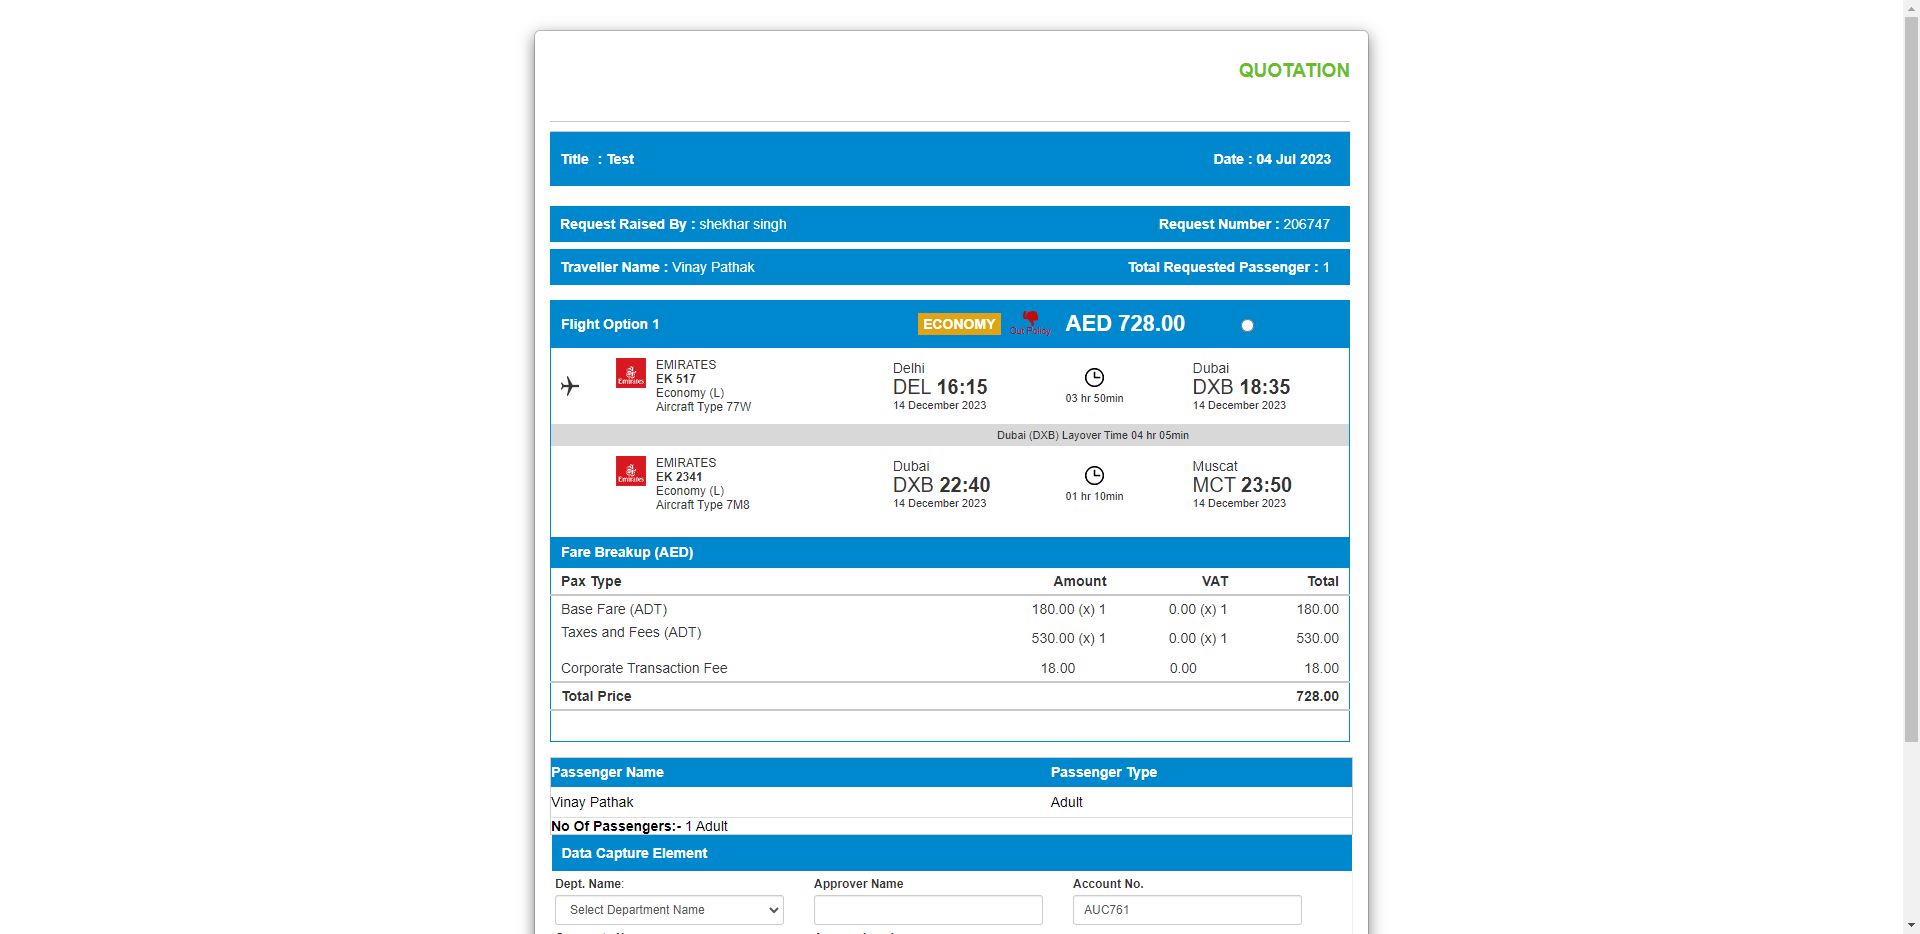 QUOTATION
Title : Test Date : 04 Jul 2023
Request Raised By : shekhar singh Request Number : 206747
Traveller Name : Vinay Pathak Total Requested Passenger : 1
Flight Option 1 ECONOMY Out Policy AED 728.00
Emirates
EMIRATES
EK 517
Economy (L)
Aircraft Type 77W
Delhi
DEL 16:15
14 December 2023
03 hr 50min
Dubai
DXB 18:35
14 December 2023
Dubai (DXB) Layover Time 04 hr 05min
Emirates
EMIRATES
EK 2341
Economy (L)
Aircraft Type 7M8
Dubai
DXB 22:40
14 December 2023
01 hr 10min
Muscat
MCT 23:50
14 December 2023
Fare Breakup (AED)
Pax Type Amount VAT Total
Base Fare (ADT) 180.00 (x) 1 0.00 (x) 1 180.00
Taxes and Fees (ADT) 530.00 (x) 1 0.00 (x) 1 530.00
Corporate Transaction Fee 18.00 0.00 18.00
Total Price 728.00
Passenger Name Passenger Type
Vinay Pathak Adult
No Of Passengers:- 1 Adult
Data Capture Element
Dept. Name: Approver Name Account No.
Select Department Name AUC761